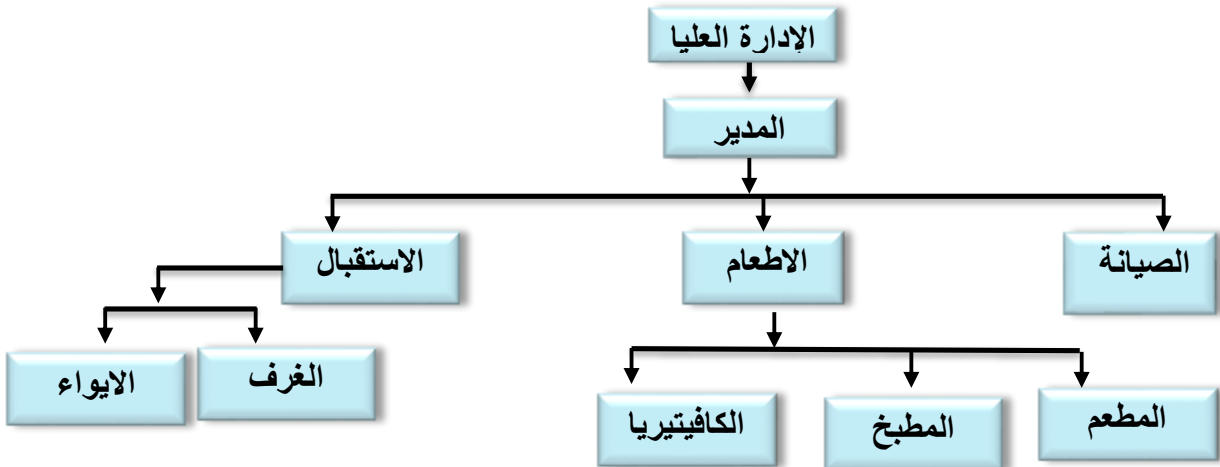 الإدارة العليا
المدير
الصيانة
الاطعام
الاستقبال
المطعم
المطبخ
الكافيتيريا
الغرف
الايواء